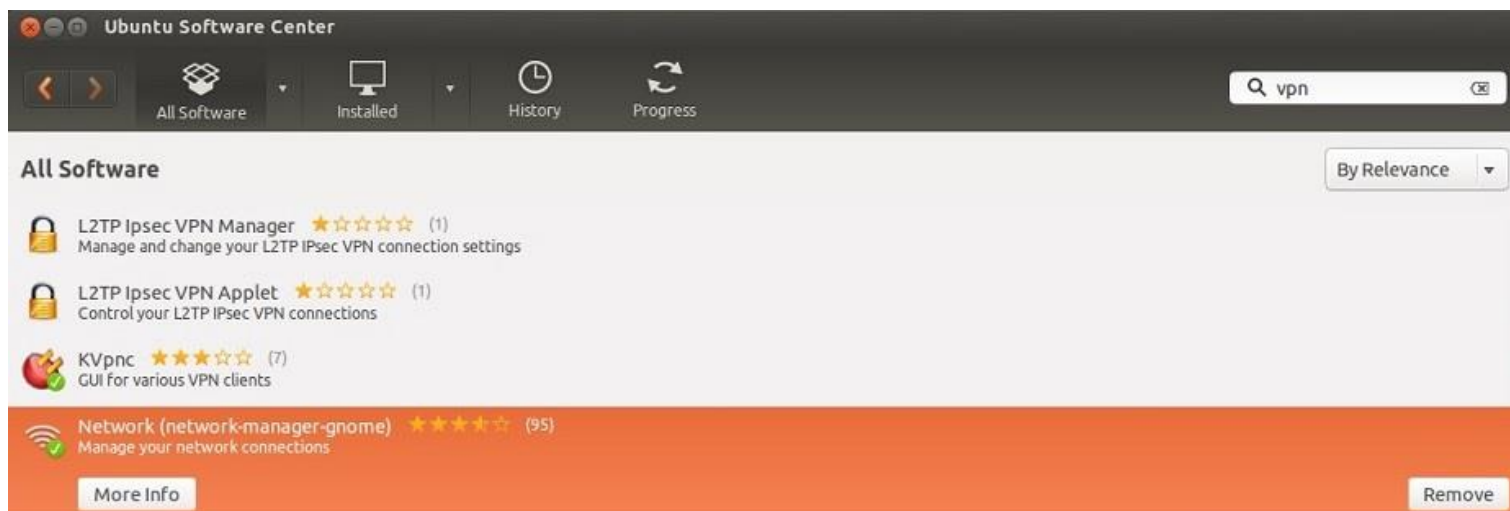 Ubuntu Software Center
All Software
Installed
History
Progress
vpn
All Software
By Relevance
L2TP Ipsec VPN Manager (1)
Manage and change your L2TP IPsec VPN connection settings
L2TP Ipsec VPN Applet (1)
Control your L2TP IPsec VPN connections
KVpnc (7)
GUI for various VPN clients
Network (network-manager-gnome) (95)
Manage your network connections
More Info
Remove